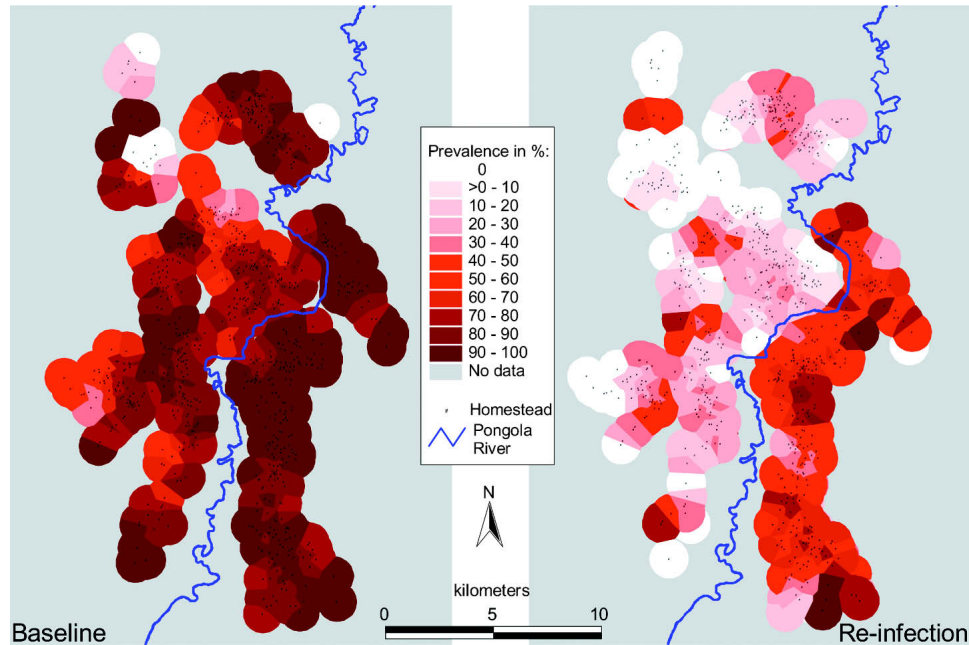 Prevalence in %:
0
>0 - 10
10 - 20
20 - 30
30 - 40
40 - 50
50 - 60
60 - 70
70 - 80
80 - 90
90 - 100
No data
Homestead
Pongola
River
N
kilometers
0 5 10
Baseline
Re-infection